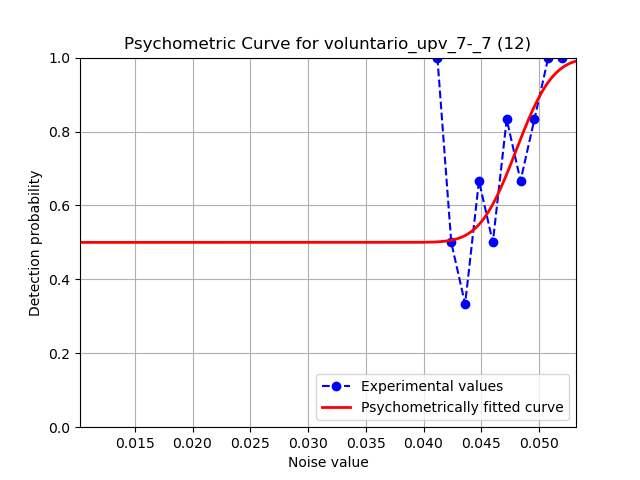 Psychometric Curve for voluntario_upv_7-_7 (12)
Detection probability
1.0
0.8
0.6
0.4
0.2
0.0
0.015 0.020 0.025 0.030 0.035 0.040 0.045 0.050
Noise value
Experimental values
Psychometrically fitted curve